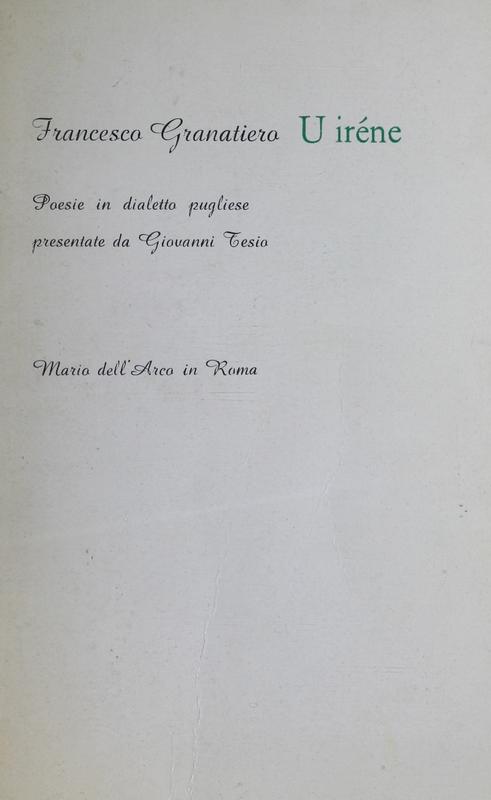 Francesco Granatiero U iréne
Poesie in dialetto pugliese
presentate da Giovanni Tesio
Mario dell'Arco in Roma